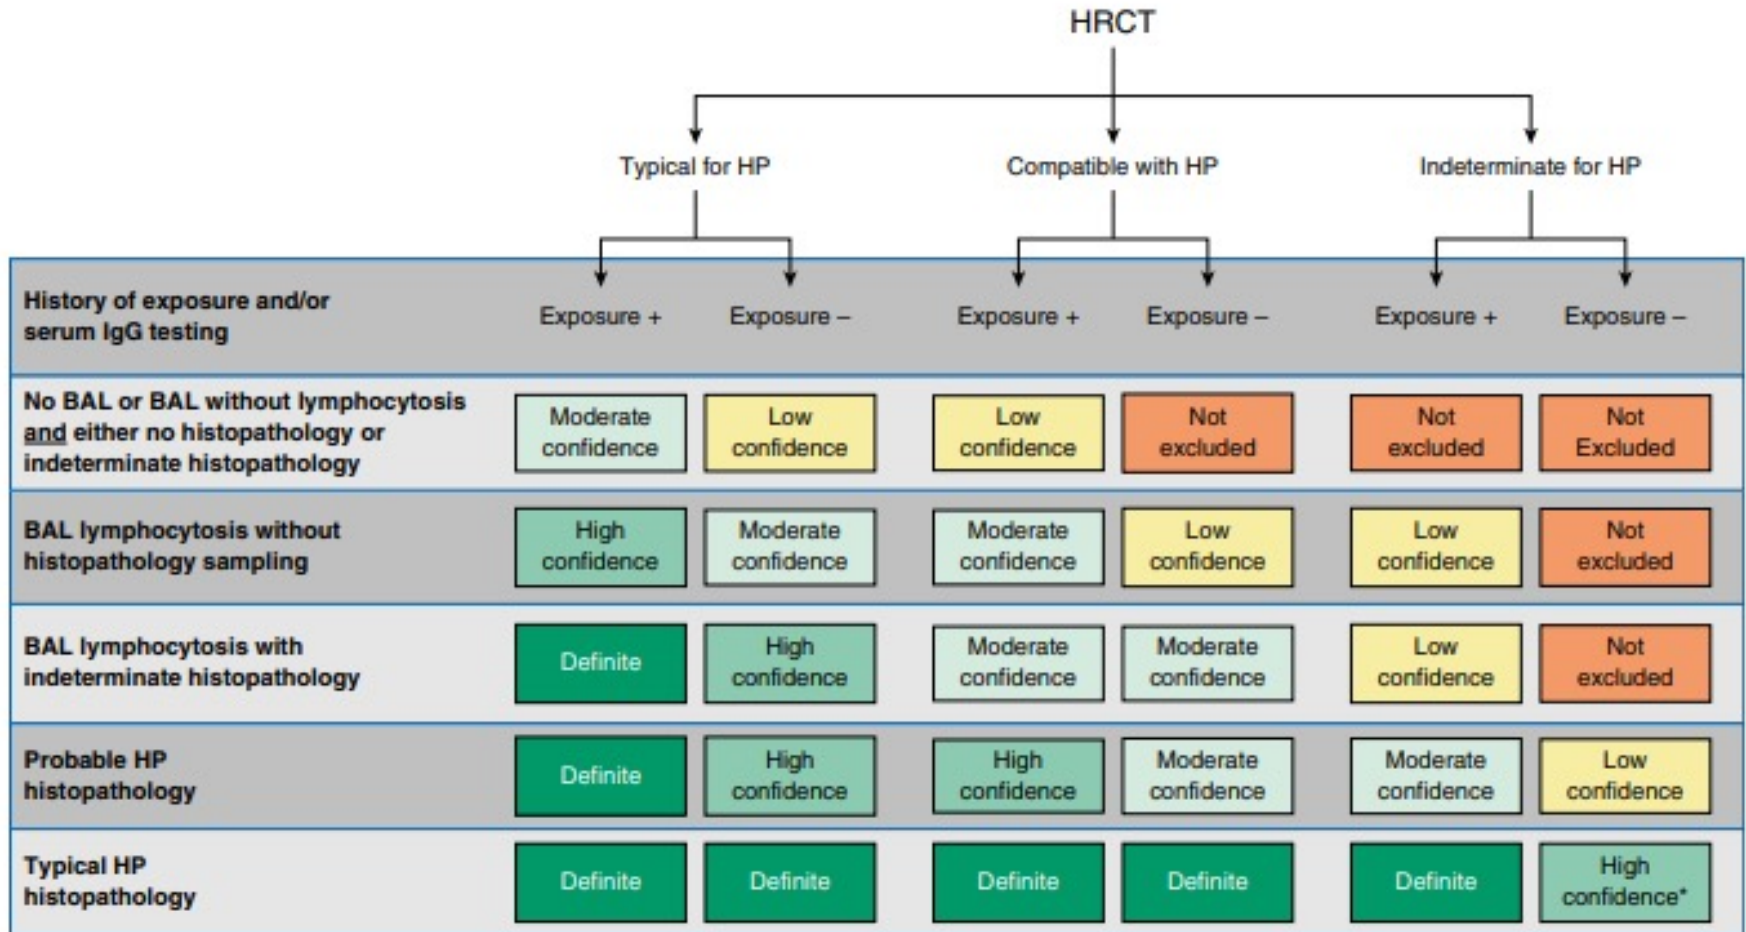 HRCT
Typical for HP
Compatible with HP
Indeterminate for HP
History of exposure and/or
serum IgG testing
Exposure +
Exposure –
Exposure +
Exposure –
Exposure +
Exposure –
No BAL or BAL without lymphocytosis
and either no histopathology or
indeterminate histopathology
Moderate
confidence
Low
confidence
Low
confidence
Not
excluded
Not
excluded
Not
Excluded
BAL lymphocytosis without
histopathology sampling
High
confidence
Moderate
confidence
Moderate
confidence
Low
confidence
Low
confidence
Not
excluded
BAL lymphocytosis with
indeterminate histopathology
Definite
High
confidence
Moderate
confidence
Moderate
confidence
Low
confidence
Not
excluded
Probable HP
histopathology
Definite
High
confidence
High
confidence
Moderate
confidence
Moderate
confidence
Low
confidence
Typical HP
histopathology
Definite
Definite
Definite
Definite
Definite
High
confidence*